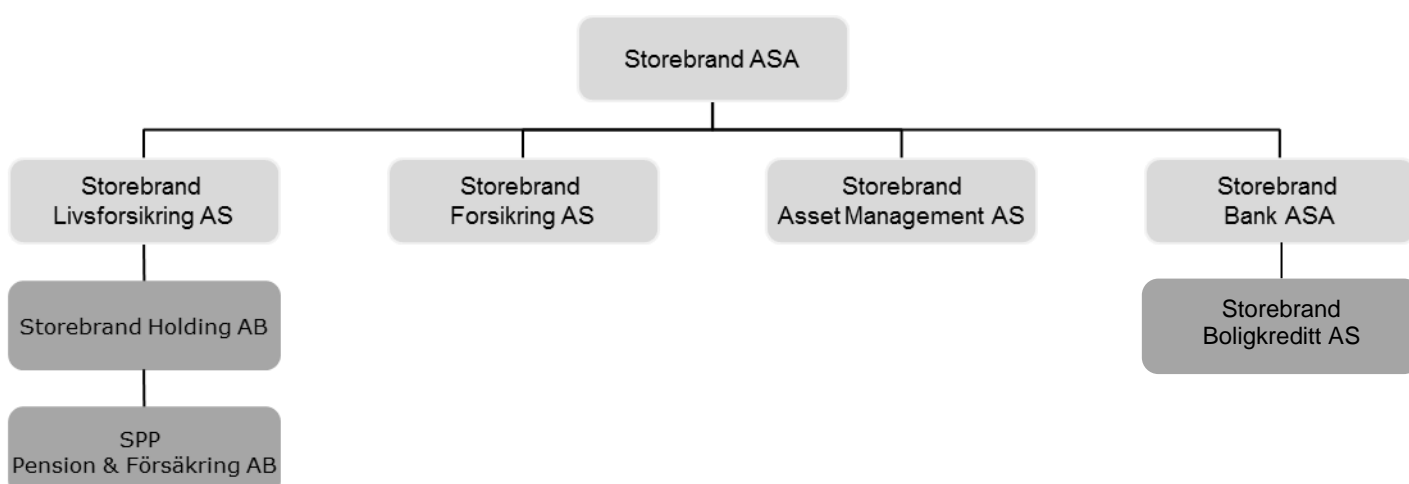 Storebrand ASA
Storebrand
Livsforsikring AS
Storebrand
Forsikring AS
Storebrand
Asset Management AS
Storebrand
Bank ASA
Storebrand Holding AB
Storebrand
Boligkreditt AS
SPP
Pension & Försäkring AB